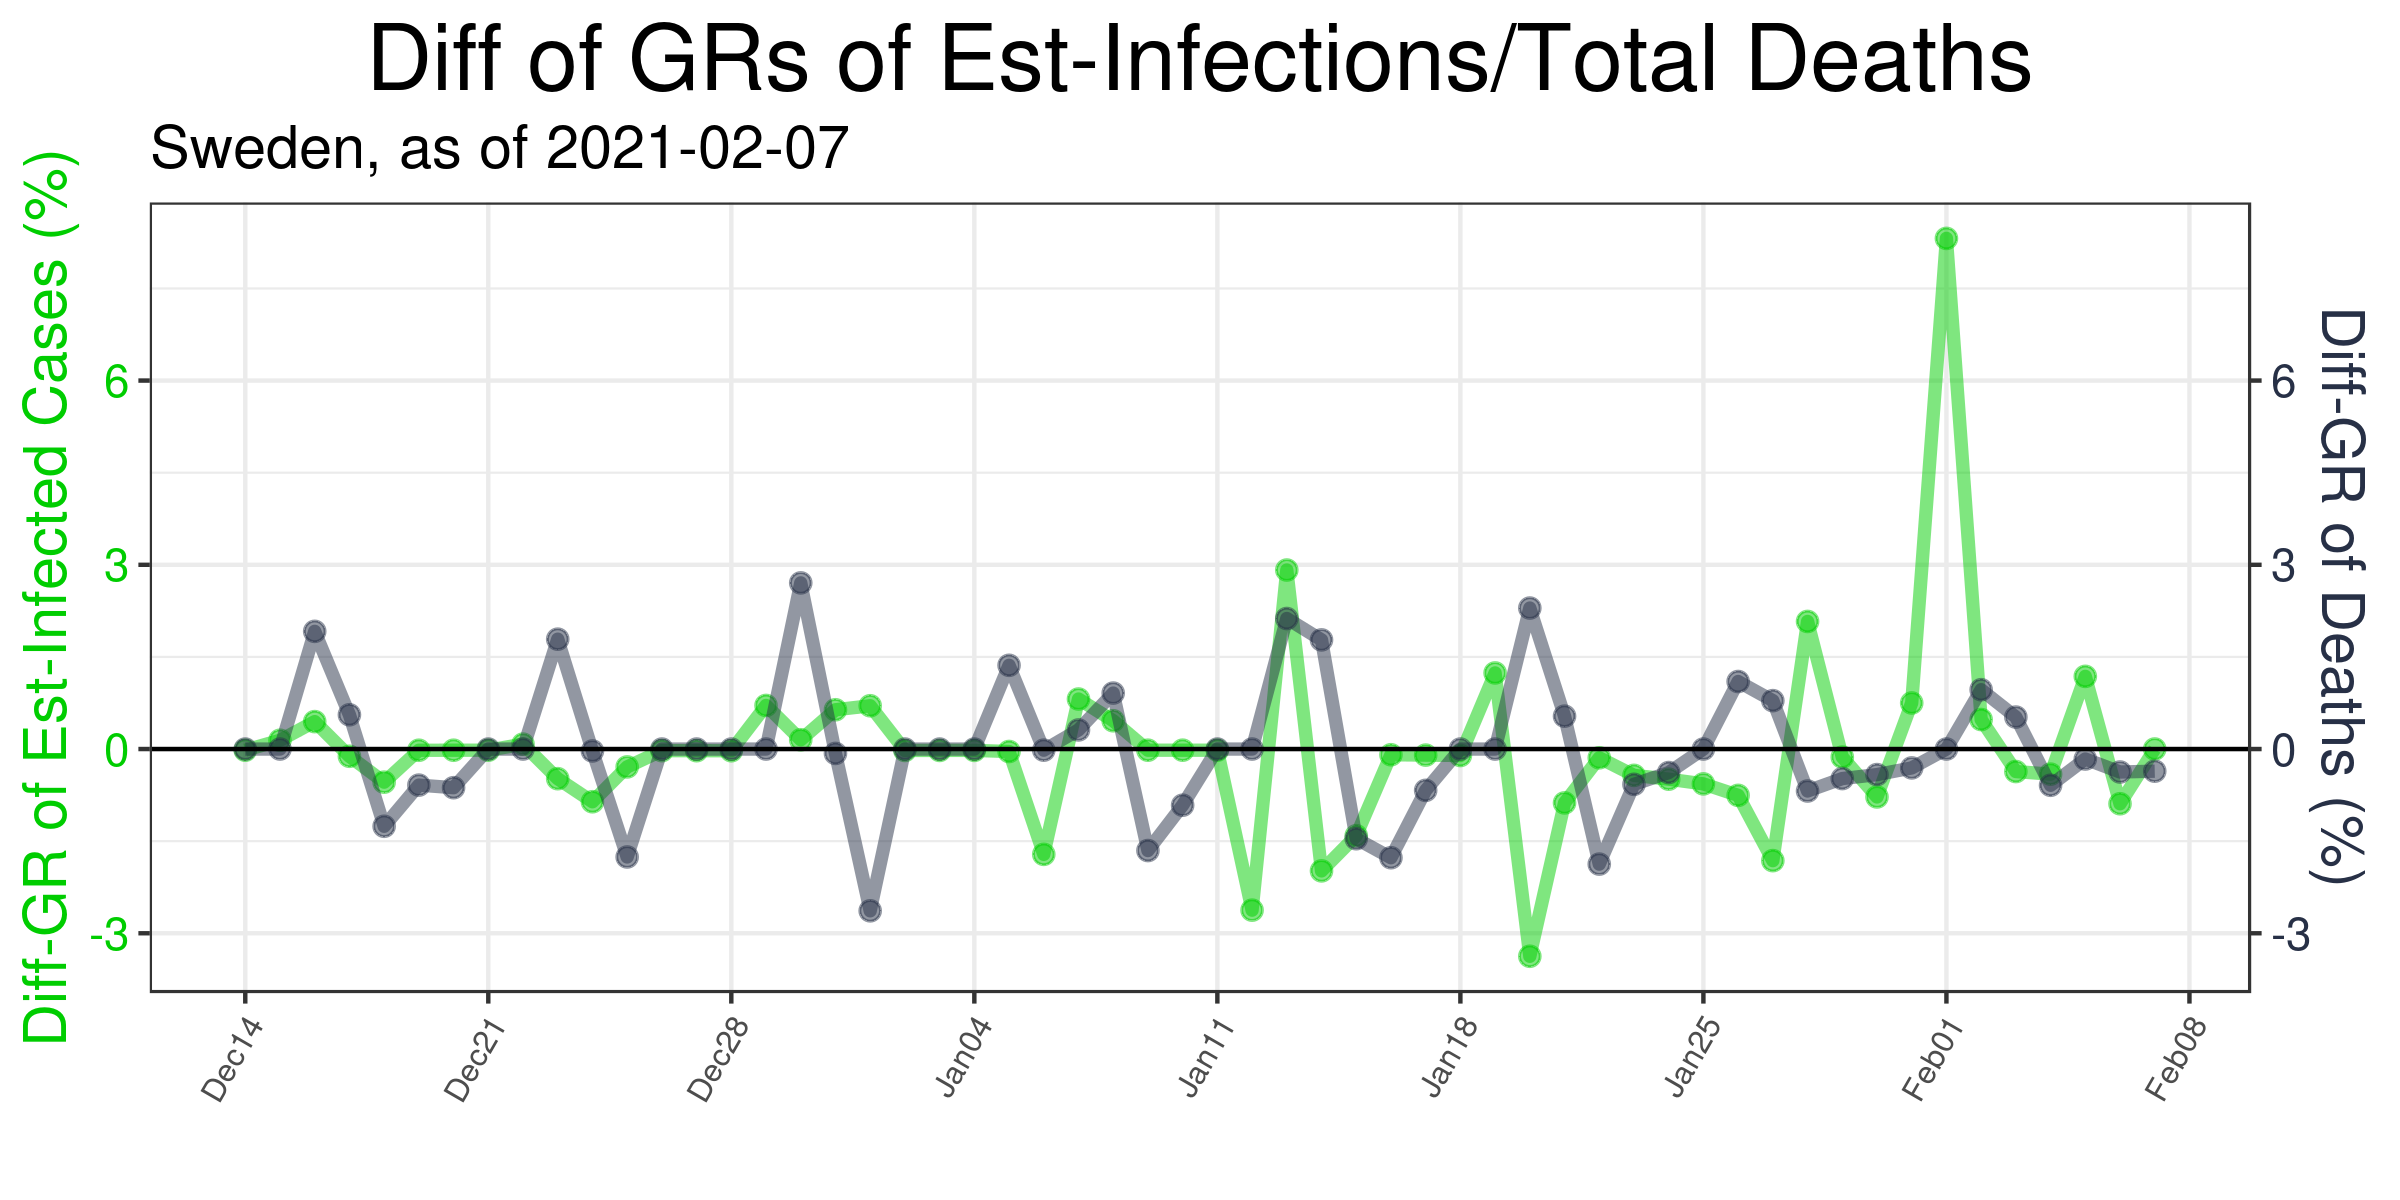 Diff of GRs of Est-Infections/Total Deaths
Sweden, as of 2021-02-07
Diff-GR of Est-Infected Cases (%)
6
3
0
-3
6
3
0
-3
Diff-GR of Deaths (%)
Dec14
Dec21
Dec28
Jan04
Jan11
Jan18
Jan25
Feb01
Feb08